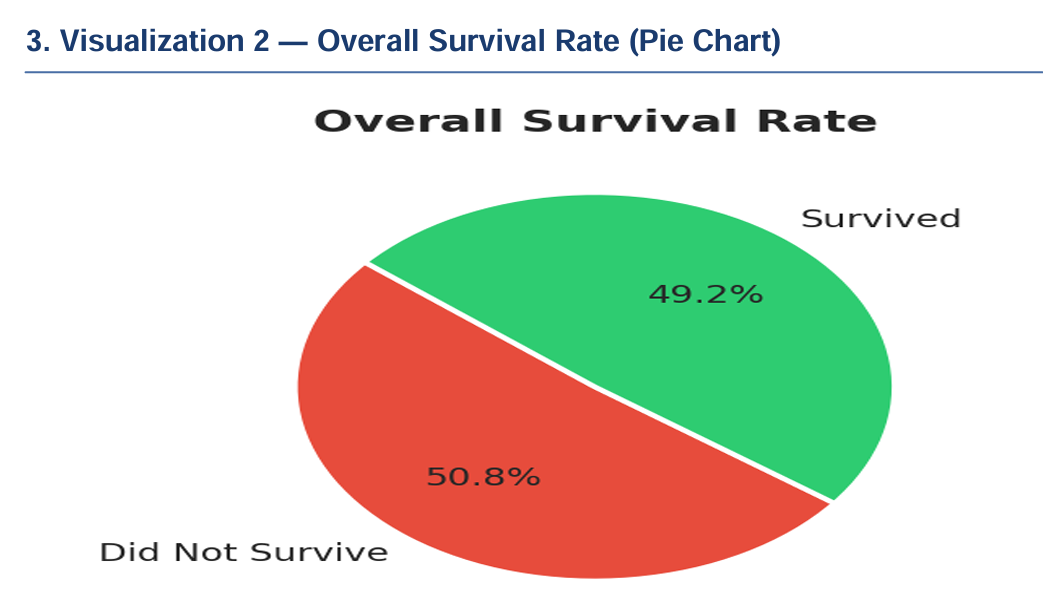 3. Visualization 2 — Overall Survival Rate (Pie Chart)
Overall Survival Rate
Survived
49.2%
50.8%
Did Not Survive